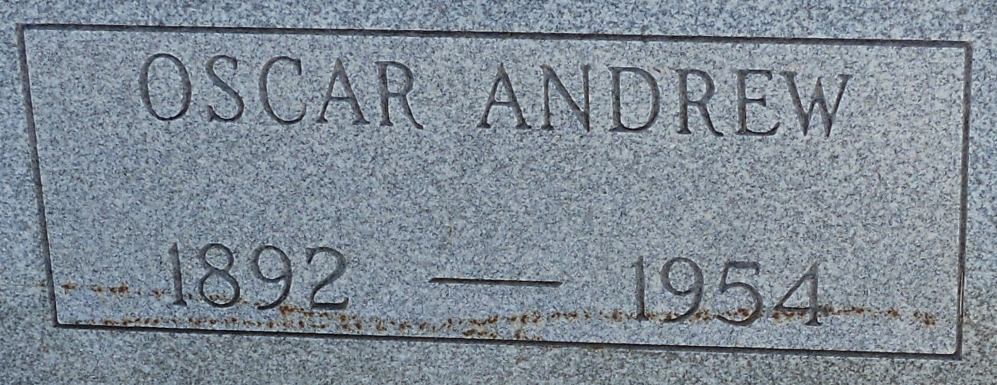 OSCAR ANDREW
1892 — 1954